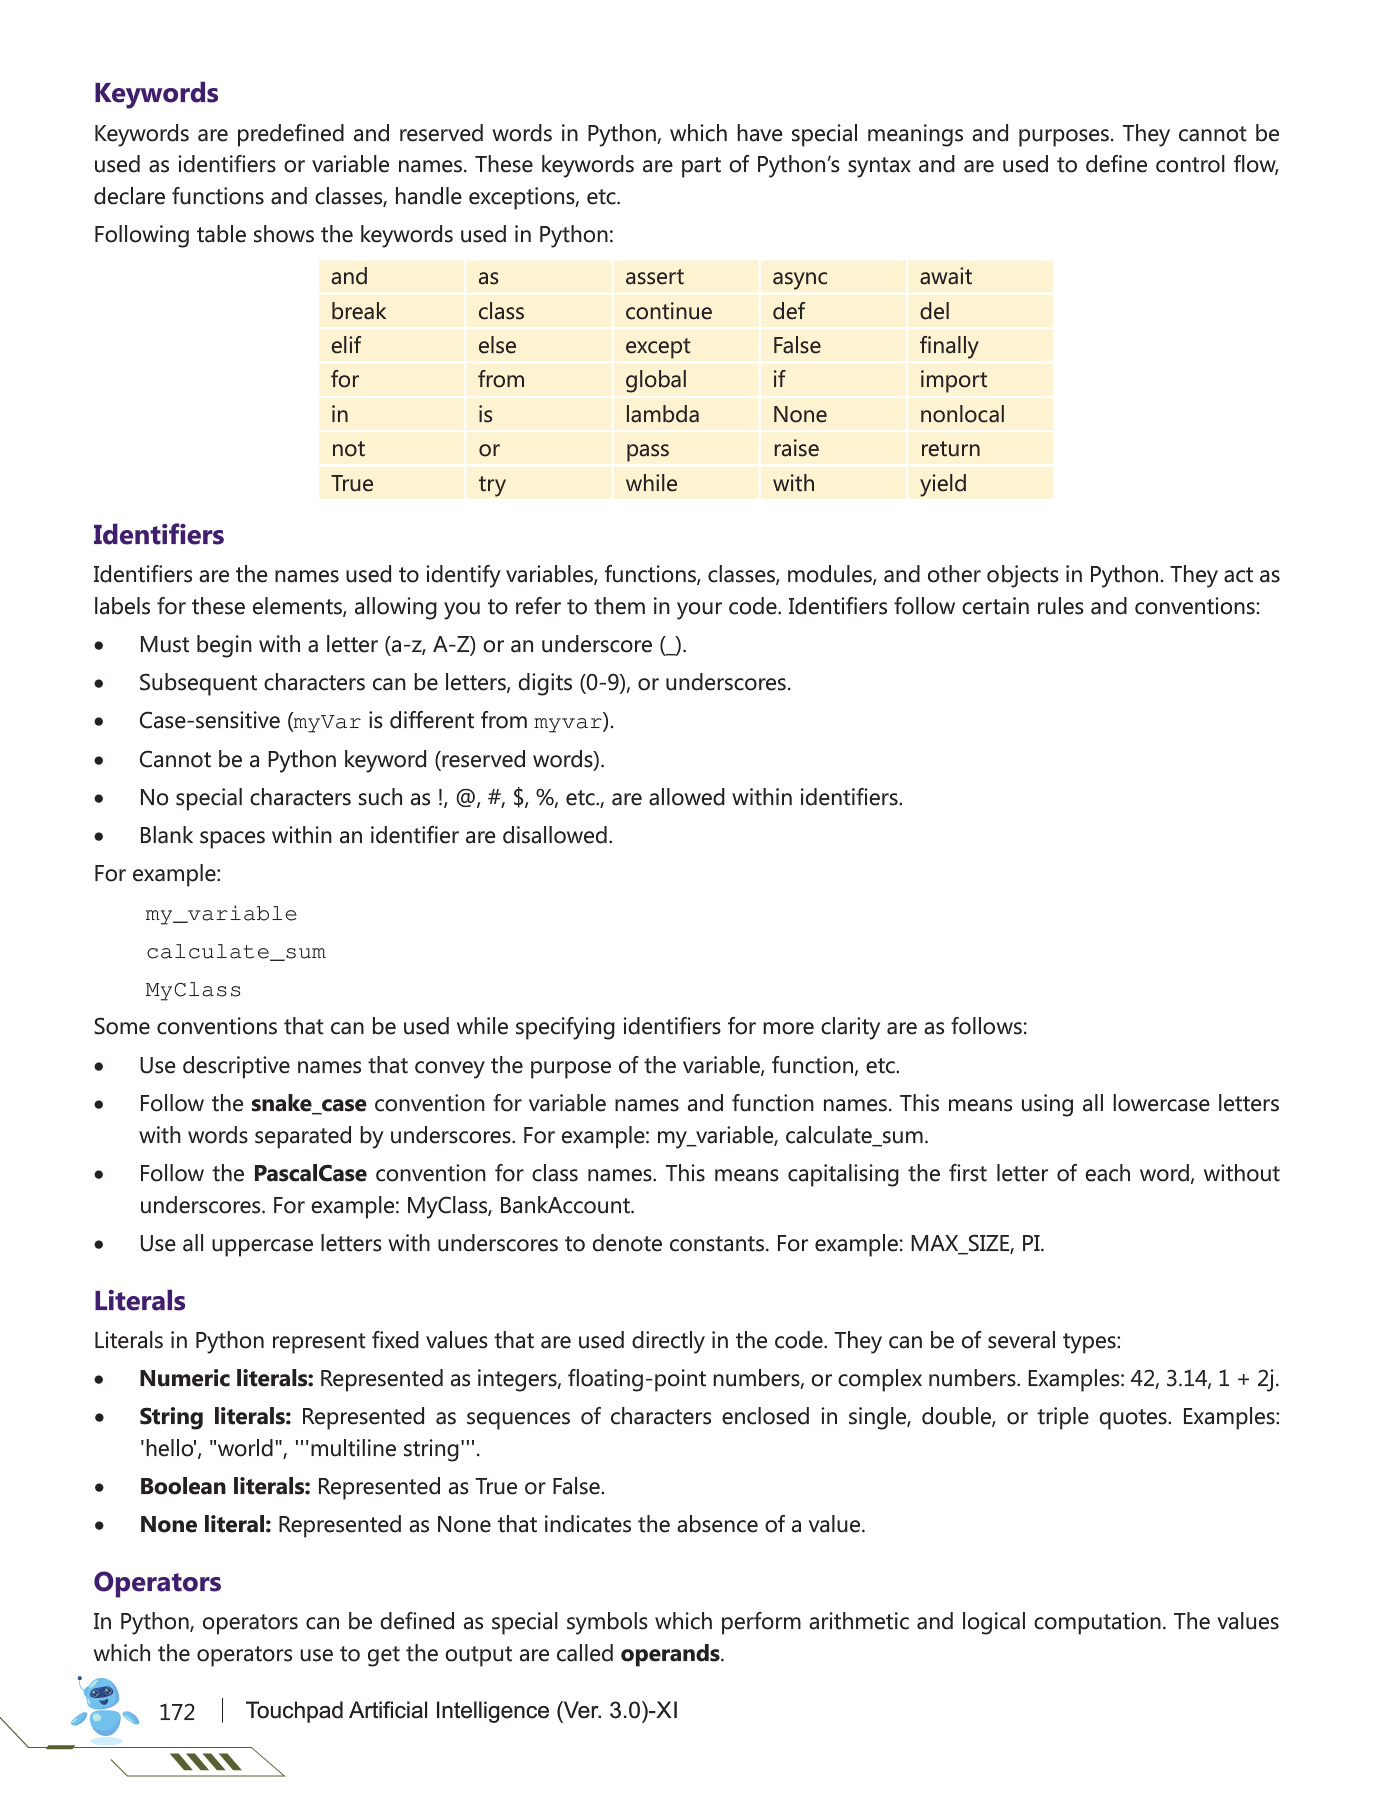 Keywords
Keywords are predefined and reserved words in Python, which have special meanings and purposes. They cannot be
used as identifiers or variable names. These keywords are part of Python’s syntax and are used to define control flow,
declare functions and classes, handle exceptions, etc.
Following table shows the keywords used in Python:
and as assert async await
break class continue def del
elif else except False finally
for from global if import
in is lambda None nonlocal
not or pass raise return
True try while with yield
Identifiers
Identifiers are the names used to identify variables, functions, classes, modules, and other objects in Python. They act as
labels for these elements, allowing you to refer to them in your code. Identifiers follow certain rules and conventions:
• Must begin with a letter (a-z, A-Z) or an underscore (_).
• Subsequent characters can be letters, digits (0-9), or underscores.
• Case-sensitive (myVar is different from myvar).
• Cannot be a Python keyword (reserved words).
• No special characters such as !, @, #, $, %, etc., are allowed within identifiers.
• Blank spaces within an identifier are disallowed.
For example:
my_variable
calculate_sum
MyClass
Some conventions that can be used while specifying identifiers for more clarity are as follows:
• Use descriptive names that convey the purpose of the variable, function, etc.
• Follow the snake_case convention for variable names and function names. This means using all lowercase letters
with words separated by underscores. For example: my_variable, calculate_sum.
• Follow the PascalCase convention for class names. This means capitalising the first letter of each word, without
underscores. For example: MyClass, BankAccount.
• Use all uppercase letters with underscores to denote constants. For example: MAX_SIZE, PI.
Literals
Literals in Python represent fixed values that are used directly in the code. They can be of several types:
• Numeric literals: Represented as integers, floating-point numbers, or complex numbers. Examples: 42, 3.14, 1 + 2j.
• String literals: Represented as sequences of characters enclosed in single, double, or triple quotes. Examples:
'hello', "world", '''multiline string'''.
• Boolean literals: Represented as True or False.
• None literal: Represented as None that indicates the absence of a value.
Operators
In Python, operators can be defined as special symbols which perform arithmetic and logical computation. The values
which the operators use to get the output are called operands.
172 Touchpad Artificial Intelligence (Ver. 3.0)-XI